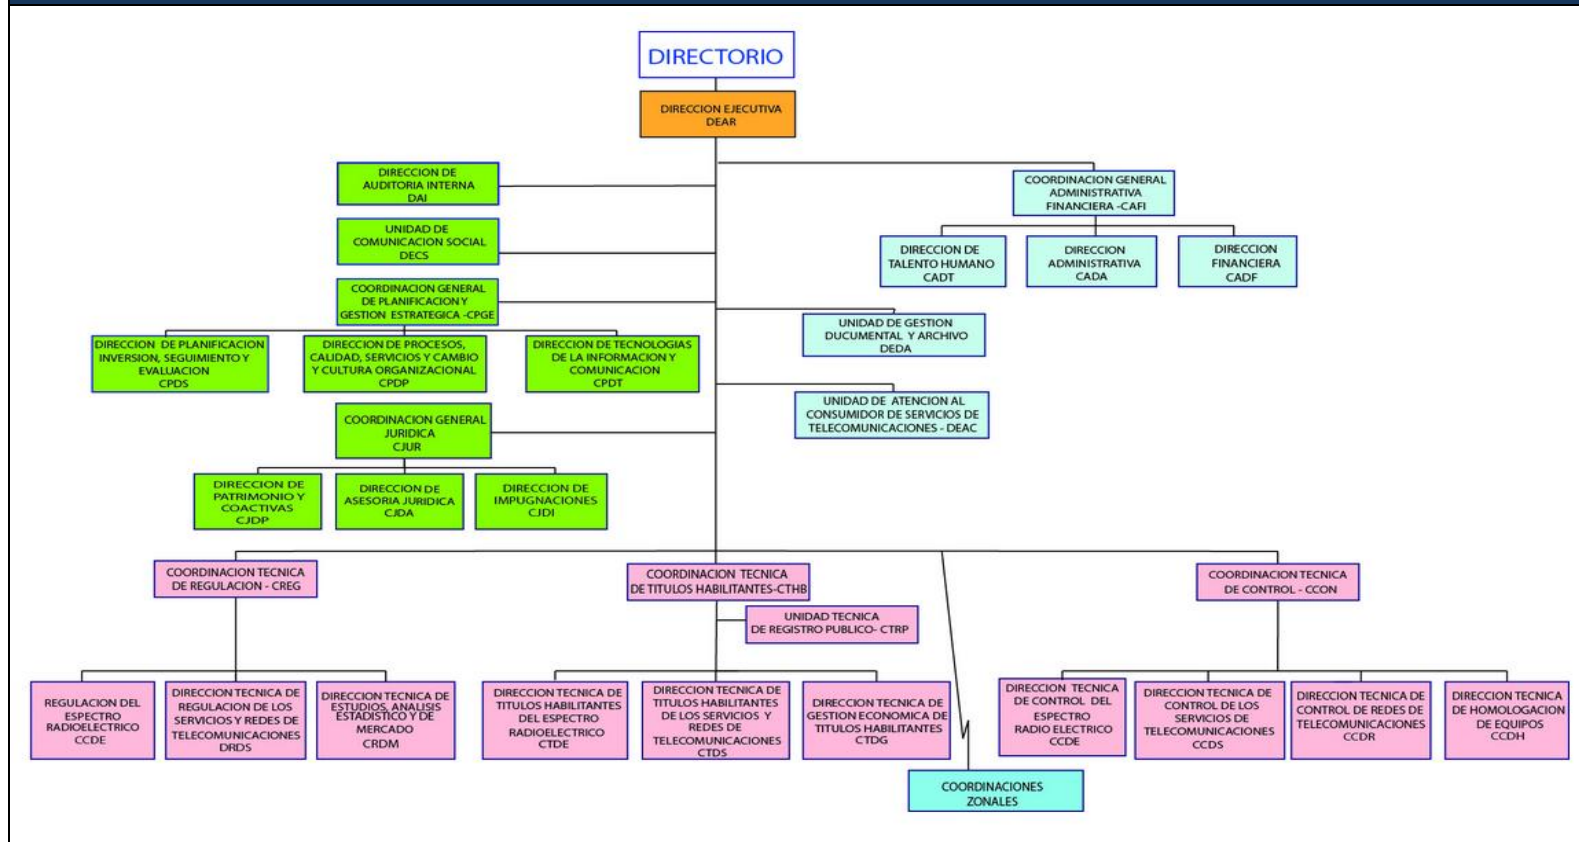 DIRECTORIO
DIRECCION EJECUTIVA
DEAR
DIRECCION DE
AUDITORIA INTERNA
DAI
COORDINACION GENERAL
ADMINISTRATIVA
FINANCIERA -CAFI
UNIDAD DE
COMUNICACION SOCIAL
DECS
DIRECCION DE
TALENTO HUMANO
CADT
DIRECCION
ADMINISTRATIVA
CADA
DIRECCION
FINANCIERA
CADF
COORDINACION GENERAL
DE PLANIFICACION Y
GESTION ESTRATEGICA -CPGE
UNIDAD DE GESTION
DUCUMENTAL Y ARCHIVO
DEDA
DIRECCION DE PLANIFICACION
INVERSION, SEGUIMIENTO Y
EVALUACION
CPDS
DIRECCION DE PROCESOS,
CALIDAD, SERVICIOS Y CAMBIO
Y CULTURA ORGANIZACIONAL
CPDP
DIRECCION DE TECNOLOGIAS
DE LA INFORMACION Y
COMUNICACION
CPDT
UNIDAD DE ATENCION AL
CONSUMIDOR DE SERVICIOS DE
TELECOMUNICACIONES - DEAC
COORDINACION GENERAL
JURIDICA
CJUR
DIRECCION DE
PATRIMONIO Y
COACTIVAS
CJDP
DIRECCION DE
ASESORIA JURIDICA
CJDA
DIRECCION DE
IMPUGNACIONES
CJDI
COORDINACION TECNICA
DE REGULACION - CREG
COORDINACION TECNICA
DE TITULOS HABILITANTES-CTHB
COORDINACION TECNICA
DE CONTROL - CCON
UNIDAD TECNICA
DE REGISTRO PUBLICO- CTRP
REGULACION DEL
ESPECTRO
RADIOELECTRICO
CCDE
DIRECCION TECNICA DE
REGULACION DE LOS
SERVICIOS Y REDES DE
TELECOMUNICACIONES
DRDS
DIRECCION TECNICA DE
ESTUDIOS, ANALISIS
ESTADISTICO Y DE
MERCADO
CRDM
DIRECCION TECNICA DE
TITULOS HABILITANTES
DEL ESPECTRO
RADIOELECTRICO
CTDE
DIRECCION TECNICA DE
TITULOS HABILITANTES
DE LOS SERVICIOS Y
REDES DE
TELECOMUNICACIONES
CTDS
DIRECCION TECNICA DE
GESTION ECONOMICA DE
TITULOS HABILITANTES
CTDG
DIRECCION TECNICA
DE CONTROL DEL
ESPECTRO
RADIO ELECTRICO
CCDE
DIRECCION TECNICA DE
CONTROL DE LOS
SERVICIOS DE
TELECOMUNICACIONES
CCDS
DIRECCION TECNICA DE
CONTROL DE REDES DE
TELECOMUNICACIONES
CCDR
DIRECCION TECNICA
DE HOMOLOGACION
DE EQUIPOS
CCDH
COORDINACIONES
ZONALES